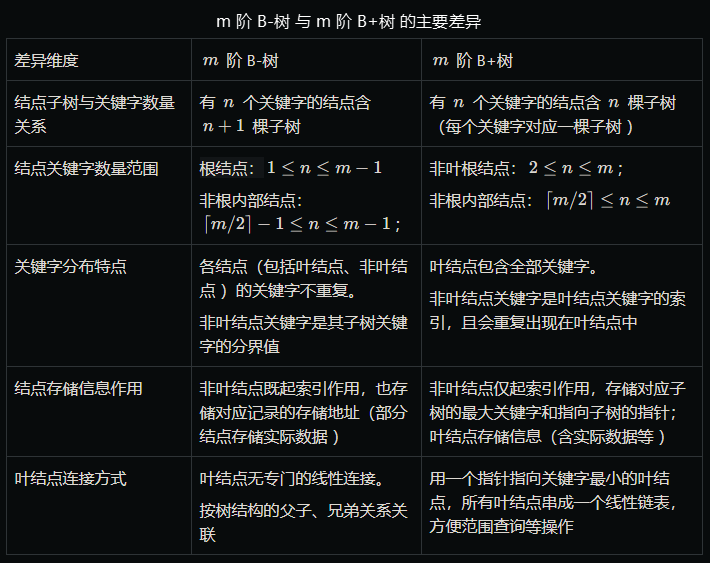 m 阶 B-树 与 m 阶 B+树 的主要差异
差异维度
m 阶 B-树
m 阶 B+树
结点子树与关键字数量
关系
有 n 个关键字的结点含
n+1 棵子树
有 n 个关键字的结点含 n 棵子树
（每个关键字对应一棵子树 ）
结点关键字数量范围
根结点： 1 ≤ n ≤ m − 1
非根内部结点：
⌈m/2⌉ − 1 ≤ n ≤ m − 1 ；
非叶根结点： 2 ≤ n ≤ m ；
非根内部结点： ⌈m/2⌉ ≤ n ≤ m
关键字分布特点
各结点（包括叶结点、非叶结
点 ）的关键字不重复。
非叶结点关键字是其子树关键
字的分界值
叶结点包含全部关键字。
非叶结点关键字是叶结点关键字的索
引，且会重复出现在叶结点中
结点存储信息作用
非叶结点既起索引作用，也存
储对应记录的存储地址（部分
结点存储实际数据 ）
非叶结点仅起索引作用，存储对应子
树的最大关键字和指向子树的指针；
叶结点存储信息（含实际数据等 ）
叶结点连接方式
叶结点无专门的线性连接。
按树结构的父子、兄弟关系关
联
用一个指针指向关键字最小的叶结
点，所有叶结点串成一个线性链表，
方便范围查询等操作